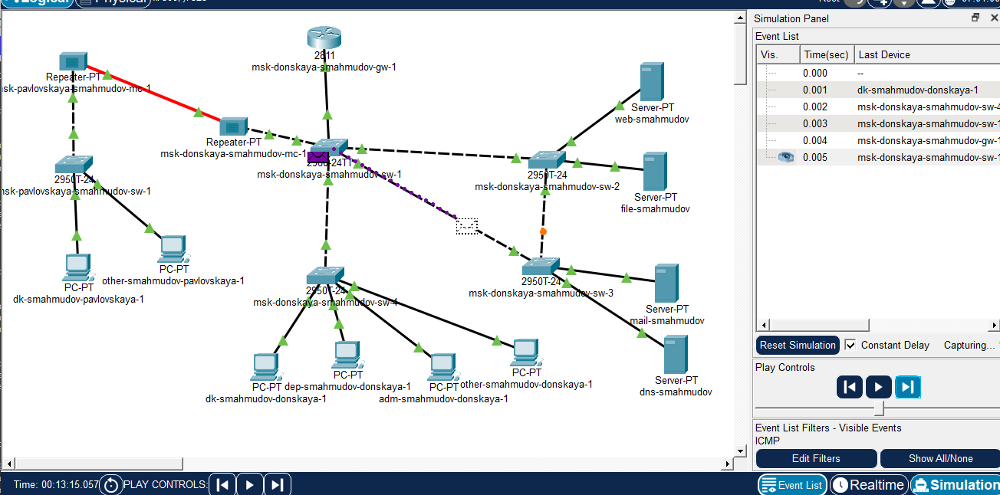 Logical
Physical
Root
Simulation Panel
Event List
Vis.
Time(sec)
Last Device
0.000
--
0.001
dk-smahmudov-donskaya-1
0.002
msk-donskaya-smahmudov-sw-4
0.003
msk-donskaya-smahmudov-sw-1
0.004
msk-donskaya-smahmudov-gw-1
0.005
msk-donskaya-smahmudov-sw-1
2811
msk-donskaya-smahmudov-gw-1
Repeater-PT
sk-pavlovskaya-smahmudov-mc-1
Repeater-PT
msk-donskaya-smahmudov-mc-1
2960-24TT
msk-donskaya-smahmudov-sw-1
Server-PT
web-smahmudov
2950T-24
msk-donskaya-smahmudov-sw-2
Server-PT
file-smahmudov
2950T-24
nsk-pavlovskaya-smahmudov-sw-1
PC-PT
other-smahmudov-pavlovskaya-1
PC-PT
dk-smahmudov-pavlovskaya-1
2950T-24
msk-donskaya-smahmudov-sw-4
2950T-24
msk-donskaya-smahmudov-sw-3
Server-PT
mail-smahmudov
Server-PT
dns-smahmudov
PC-PT
dk-smahmudov-donskaya-1
PC-PT
dep-smahmudov-donskaya-1
PC-PT
adm-smahmudov-donskaya-1
PC-PT
other-smahmudov-donskaya-1
Reset Simulation
Constant Delay
Capturing...
Play Controls
Event List Filters - Visible Events
ICMP
Edit Filters
Show All/None
Time: 00:13:15.057
PLAY CONTROLS:
Event List
Realtime
Simulation